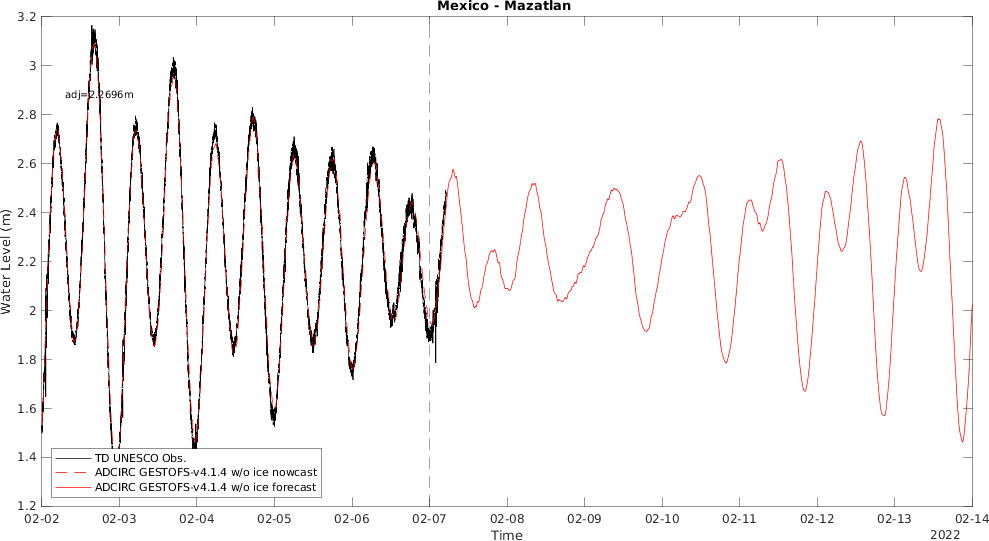 Mexico - Mazatlan
3.2
3
2.8
2.6
2.4
2.2
2
1.8
1.6
1.4
1.2
Water Level (m)
adj=2.2696m
TD UNESCO Obs.
ADCIRC GESTOFS-v4.1.4 w/o ice nowcast
ADCIRC GESTOFS-v4.1.4 w/o ice forecast
02-02 02-03 02-04 02-05 02-06 02-07 02-08 02-09 02-10 02-11 02-12 02-13 02-14
Time
2022